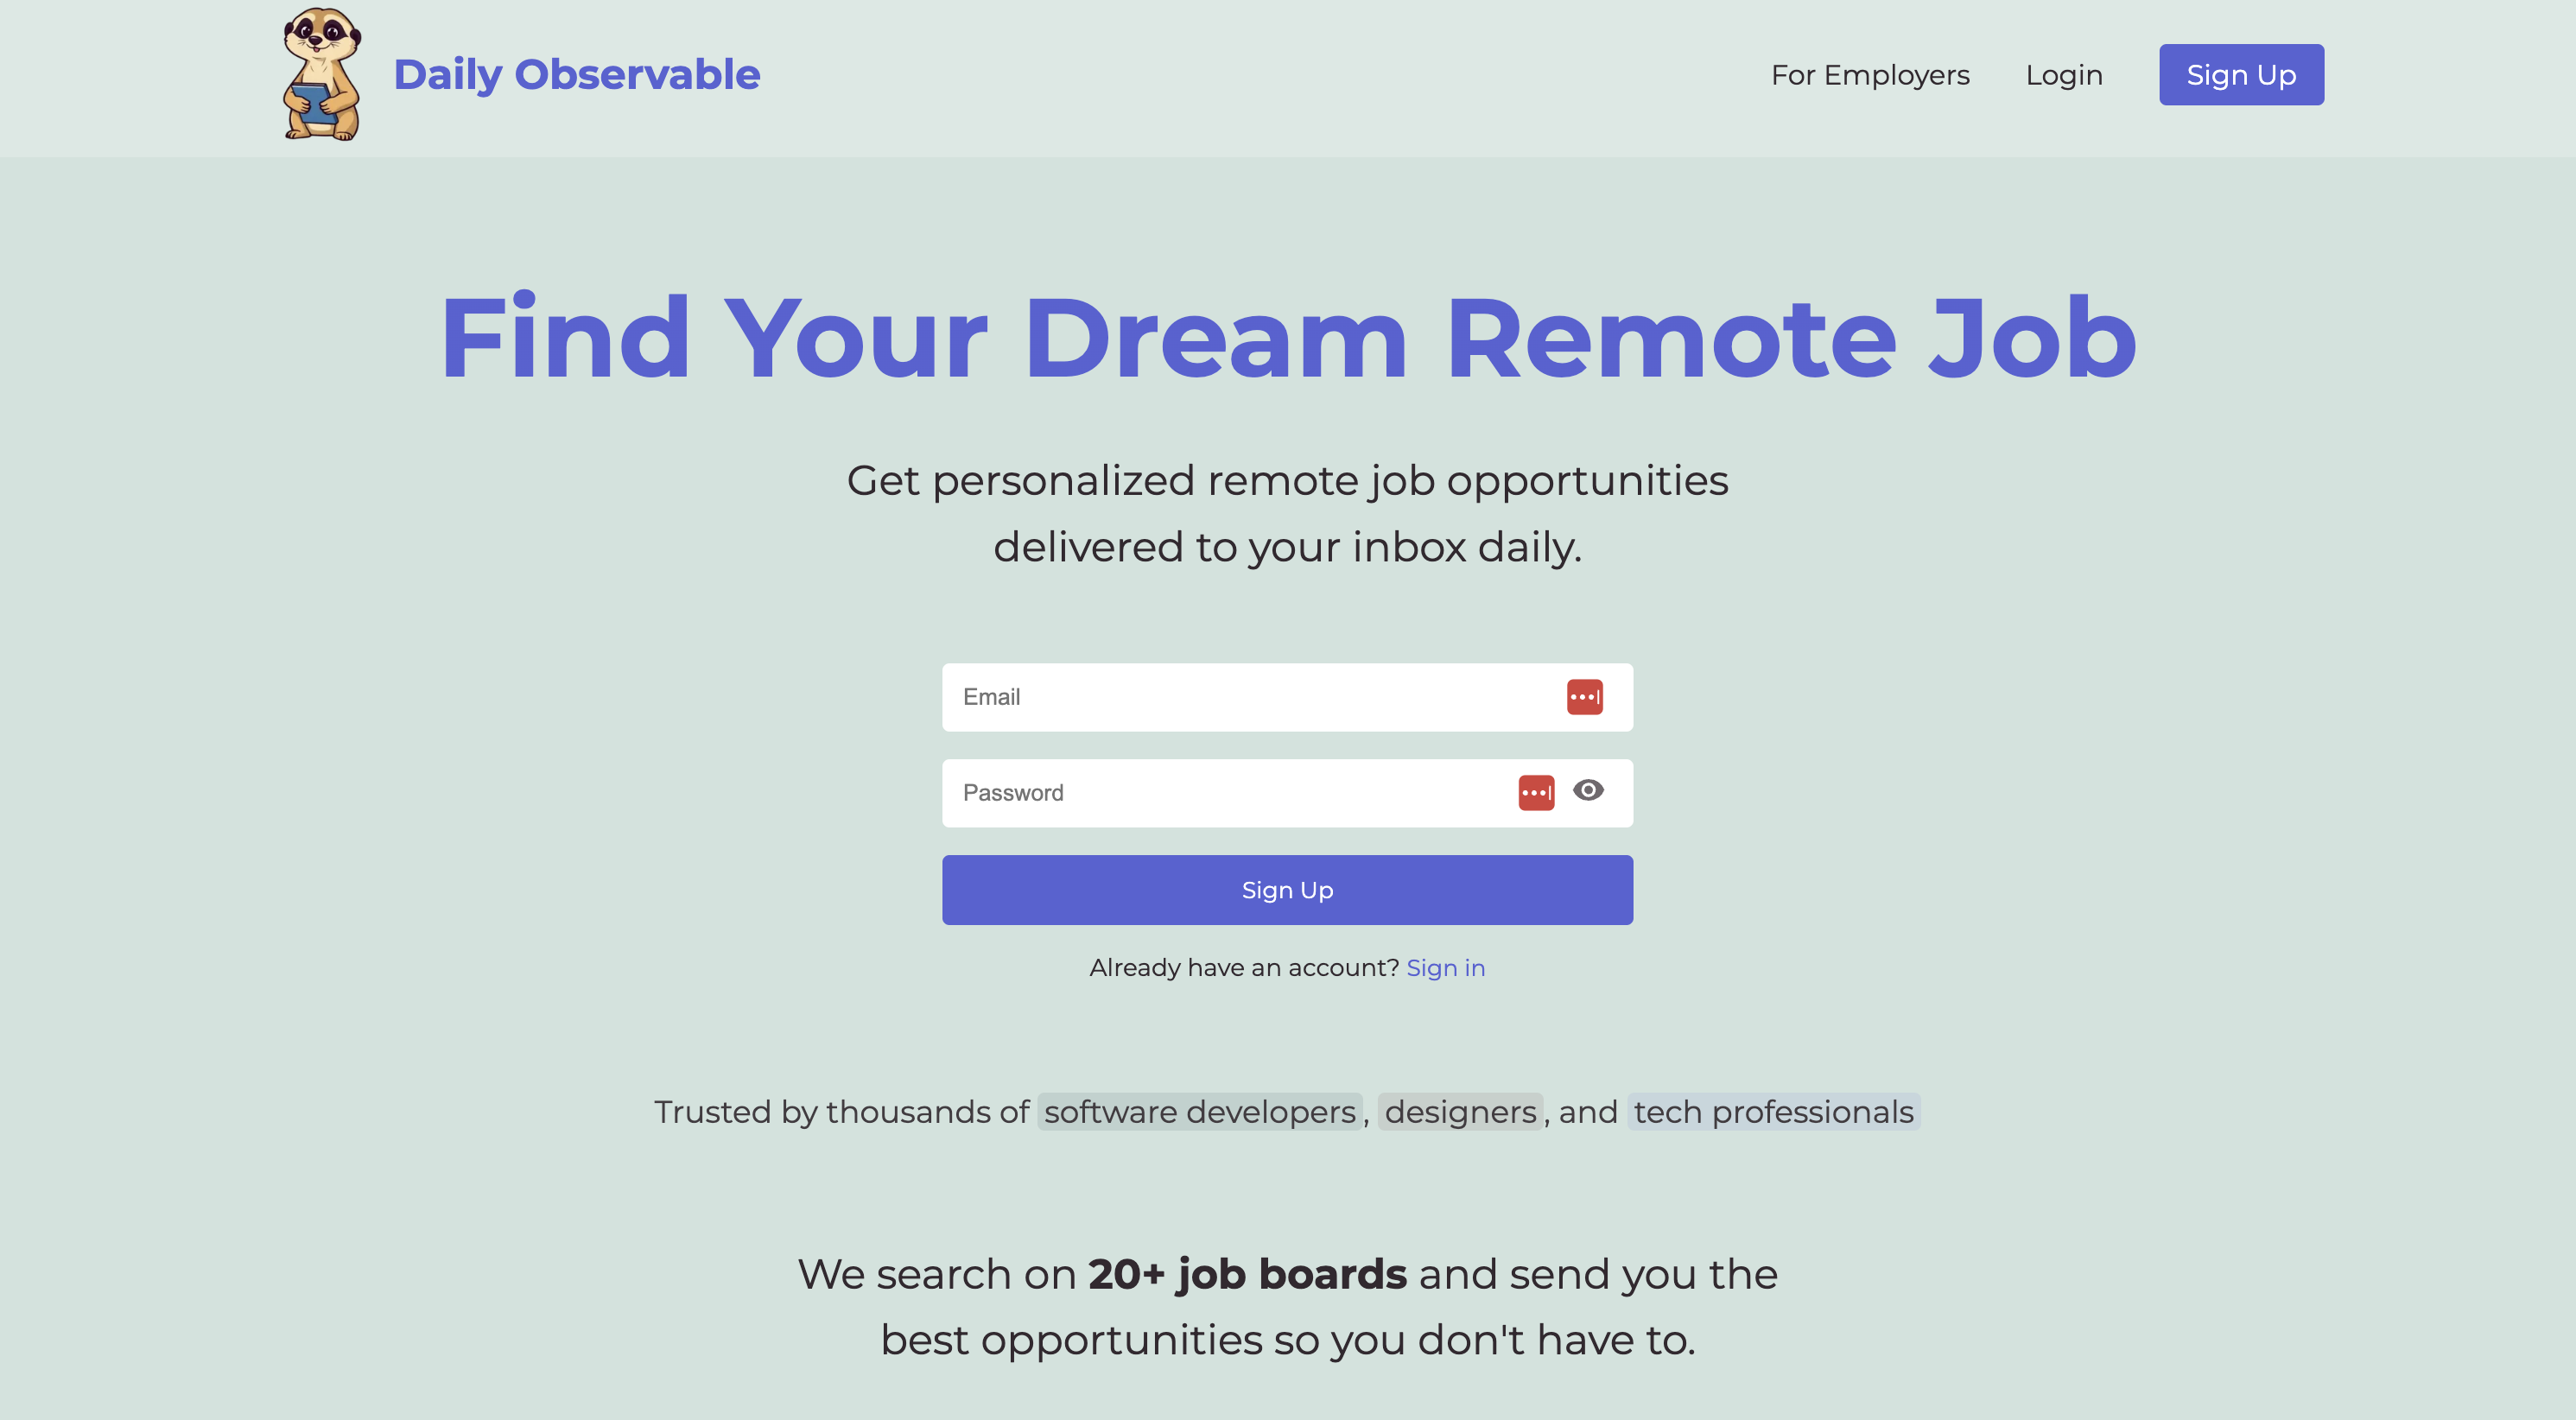 Daily Observable
For Employers
Login
Sign Up
Find Your Dream Remote Job
Get personalized remote job opportunities
delivered to your inbox daily.
Email
Password
Sign Up
Already have an account? Sign in
Trusted by thousands of software developers, designers, and tech professionals
We search on 20+ job boards and send you the
best opportunities so you don't have to.